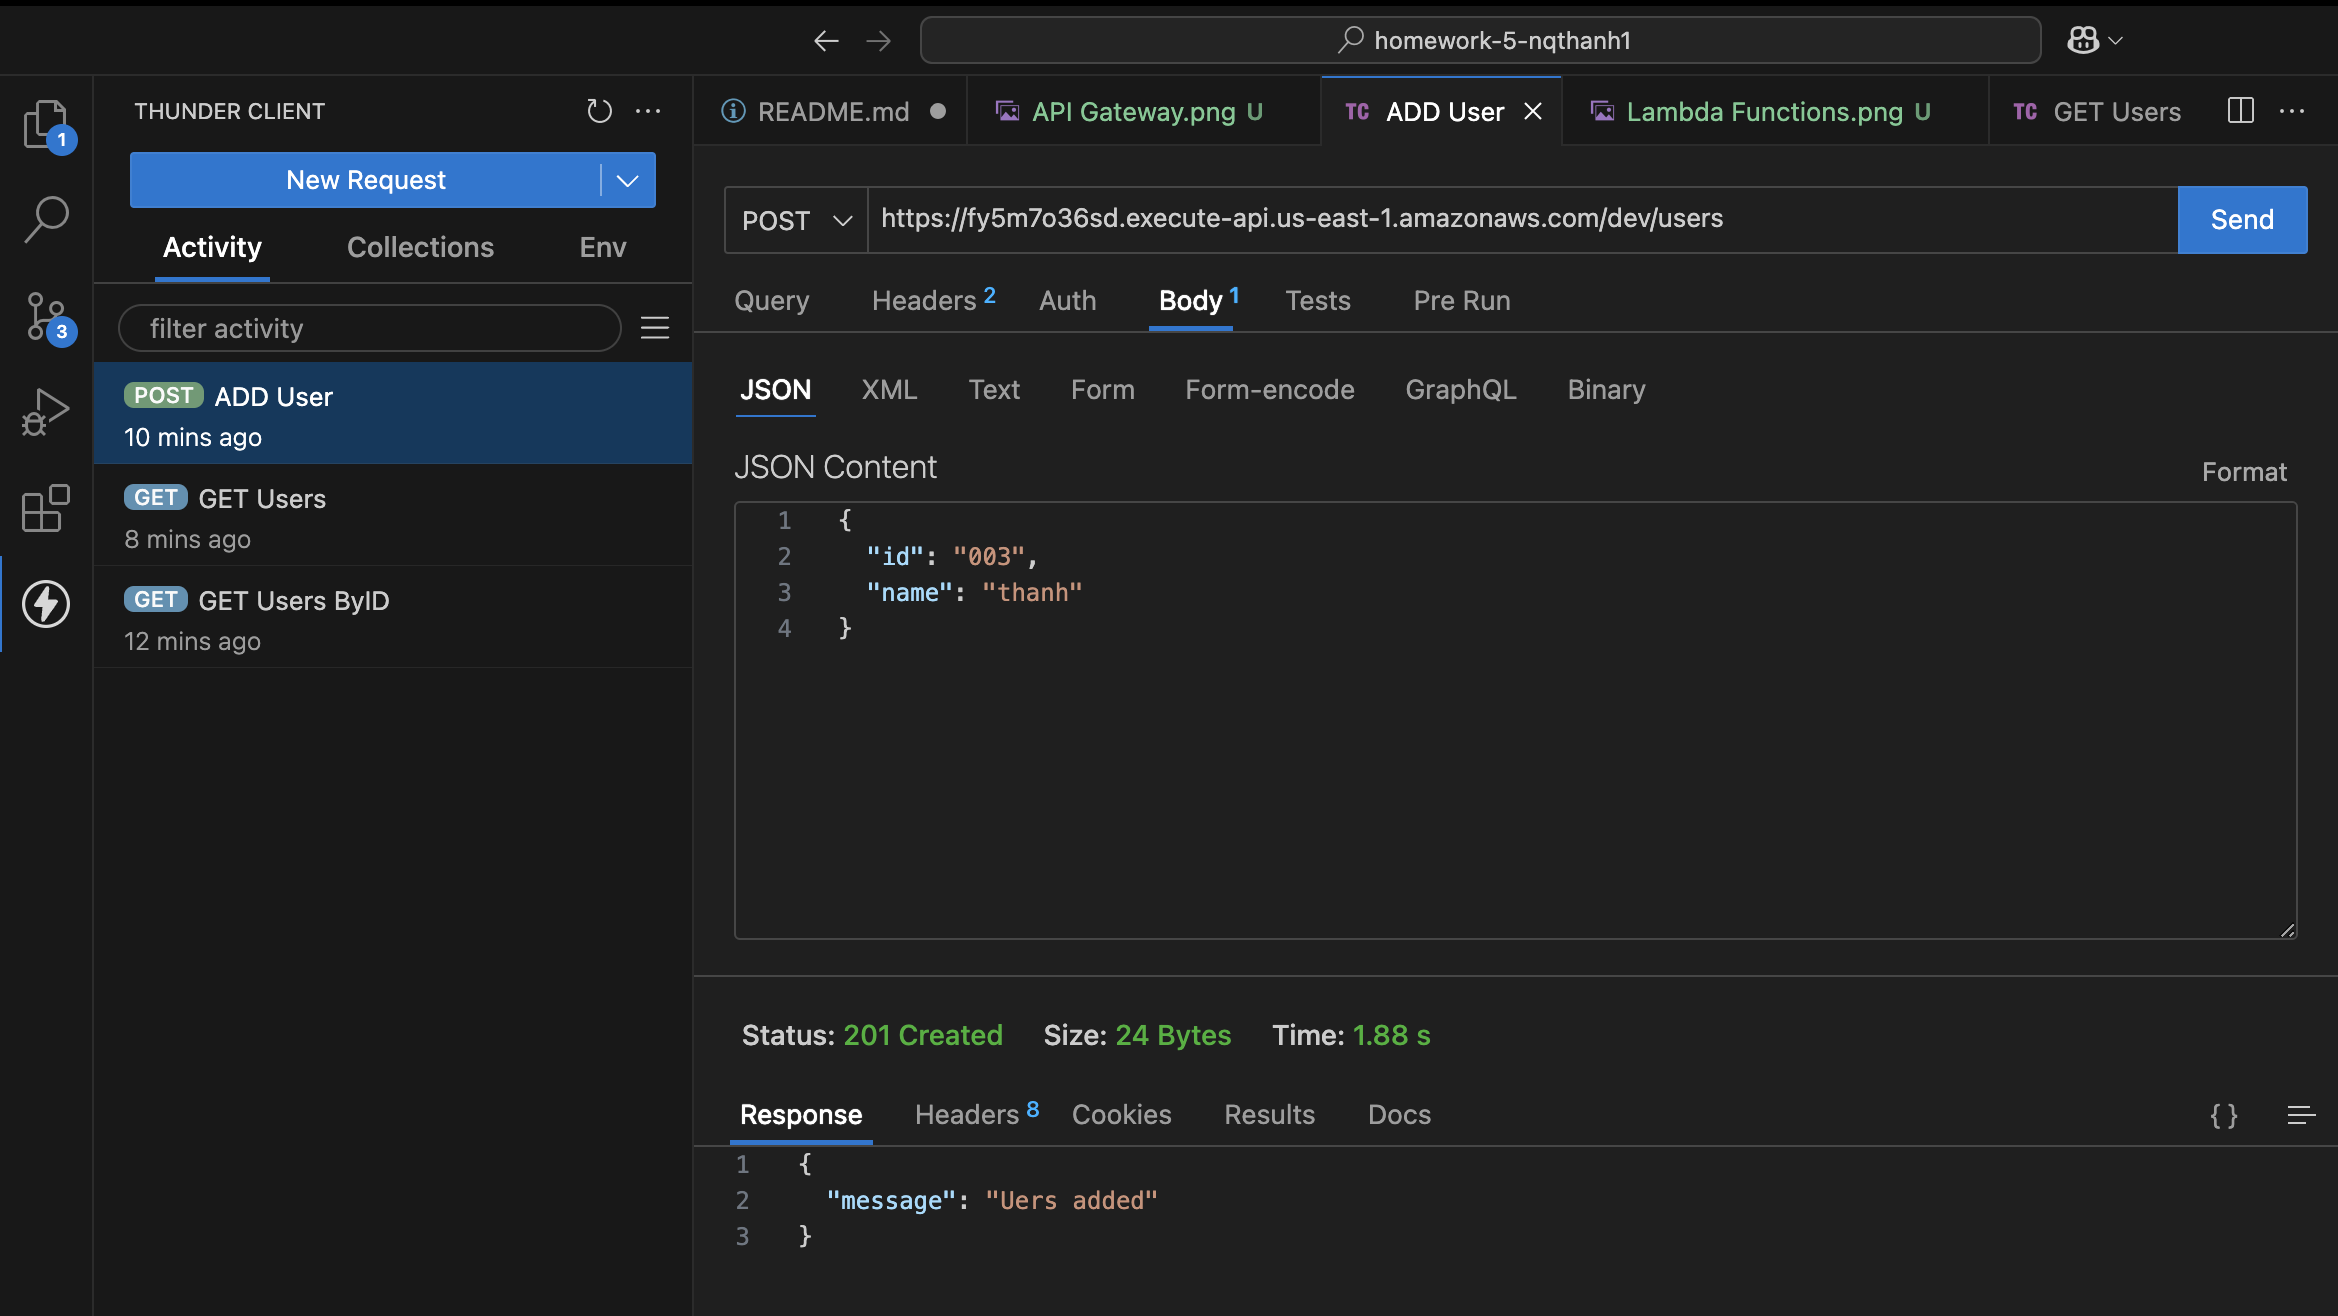 homework-5-nqthanh1
THUNDER CLIENT
New Request
Activity Collections Env
filter activity
POST ADD User
10 mins ago
GET GET Users
8 mins ago
GET GET Users ByID
12 mins ago
1
3
README.md
API Gateway.png U
TC ADD User
Lambda Functions.png U
TC GET Users
POST https://fy5m7o36sd.execute-api.us-east-1.amazonaws.com/dev/users Send
Query Headers 2 Auth Body 1 Tests Pre Run
JSON XML Text Form Form-encode GraphQL Binary
JSON Content Format
1 {
2 "id": "003",
3 "name": "thanh"
4 }
Status: 201 Created Size: 24 Bytes Time: 1.88 s
Response Headers 8 Cookies Results Docs { }
1 {
2 "message": "Uers added"
3 }